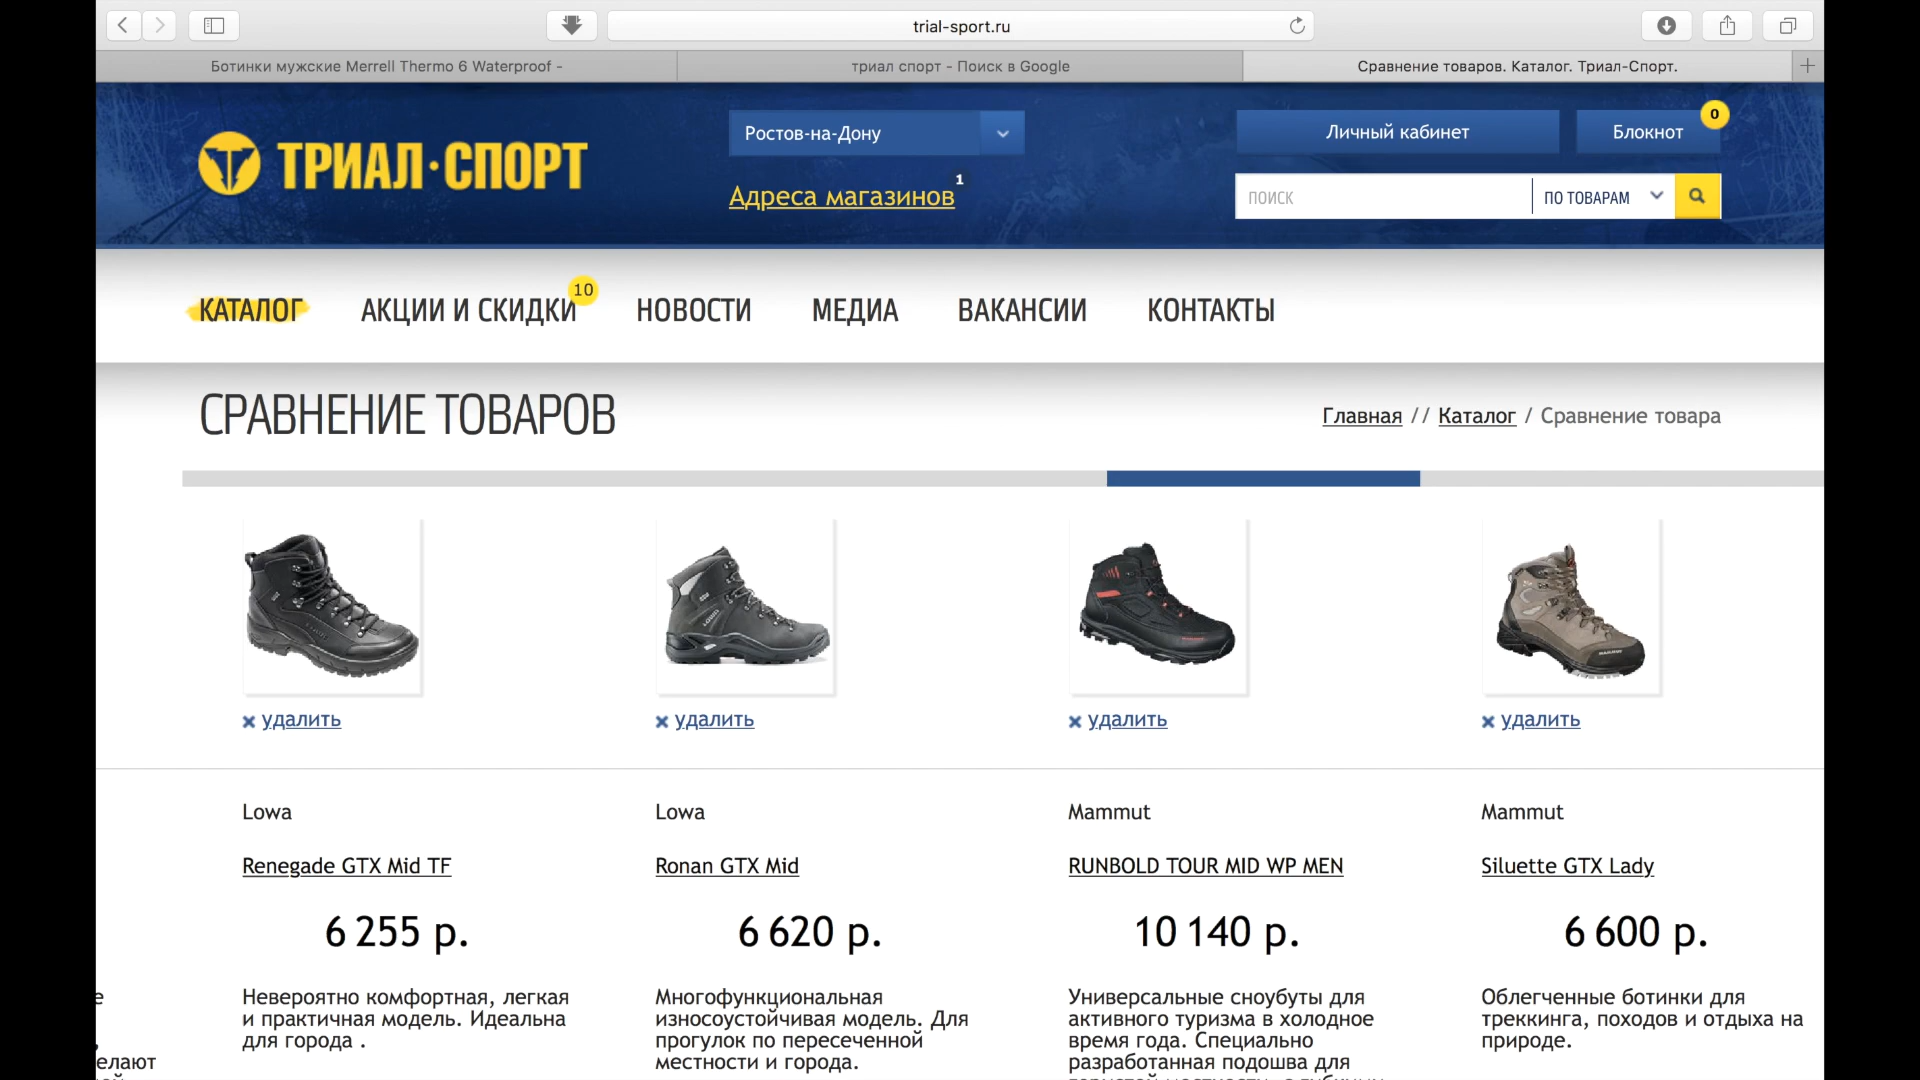 trial-sport.ru
Ботинки мужские Merrell Thermo 6 Waterproof -
триал спорт - Поиск в Google
Сравнение товаров. Каталог. Триал-Спорт.
ТРИАЛ·СПОРТ
Ростов-на-Дону
Адреса магазинов 1
Личный кабинет
Блокнот 0
ПОИСК
ПО ТОВАРАМ
КАТАЛОГ
АКЦИИ И СКИДКИ 10
НОВОСТИ
МЕДИА
ВАКАНСИИ
КОНТАКТЫ
СРАВНЕНИЕ ТОВАРОВ
Главная // Каталог / Сравнение товара
удалить
удалить
удалить
удалить
Lowa
Renegade GTX Mid TF
6 255 р.
Невероятно комфортная, легкая
и практичная модель. Идеальна
для города .
Lowa
Ronan GTX Mid
6 620 р.
Многофункциональная
износоустойчивая модель. Для
прогулок по пересеченной
местности и города.
Mammut
RUNBOLD TOUR MID WP MEN
10 140 р.
Универсальные сноубуты для
активного туризма в холодное
время года. Специально
разработанная подошва для
Mammut
Siluette GTX Lady
6 600 р.
Облегченные ботинки для
треккинга, походов и отдыха на
природе.